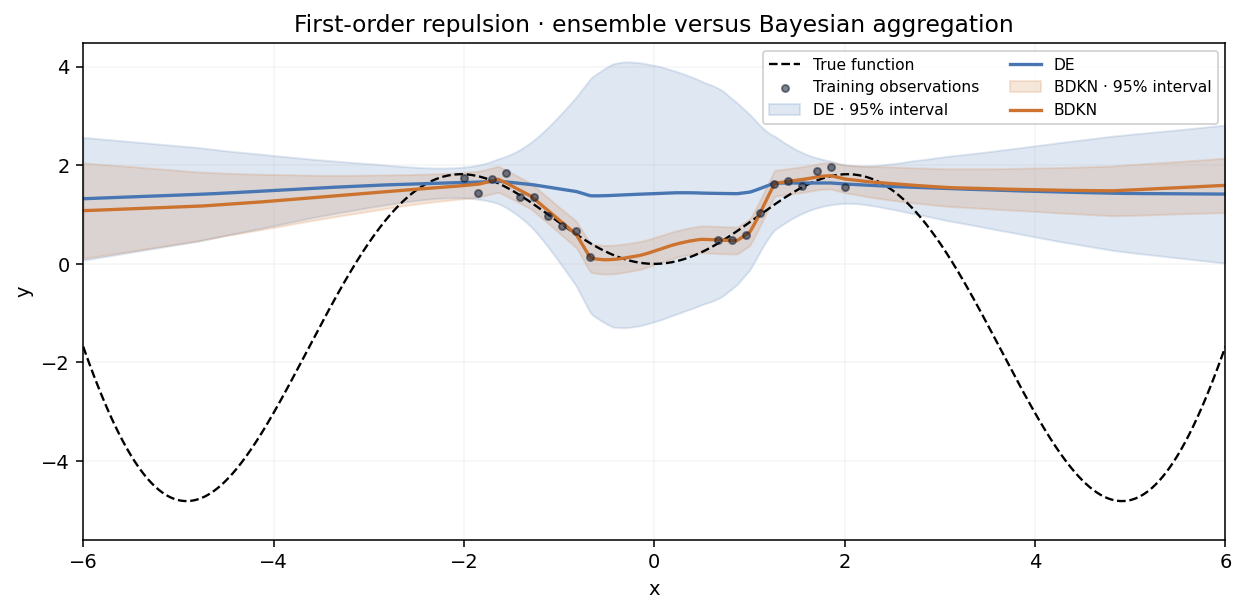 First-order repulsion · ensemble versus Bayesian aggregation
True function
Training observations
DE · 95% interval
DE
BDKN · 95% interval
BDKN
4
2
0
−2
−4
y
−6 −4 −2 0 2 4 6
x